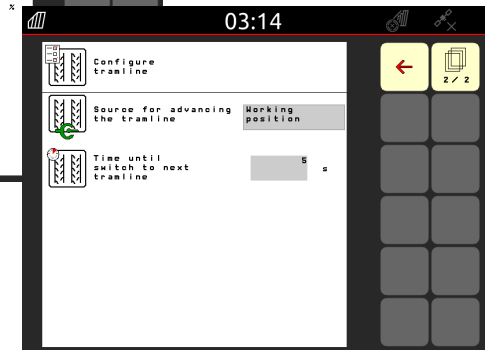 %
03:14
Configure
tramline
2 / 2
Source for advancing
the tramline
Working
position
Time until
switch to next
tramline
5
s